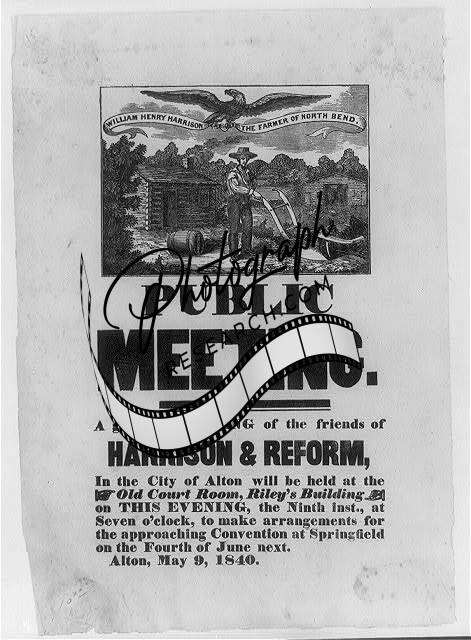 WILLIAM HENRY HARRISON THE FARMER OF NORTH BEND.
PUBLIC
MEETING.
Photograph
RESEARCH.COM
A G of the friends of
HARRISON & REFORM,
In the City of Alton will be held at the
Old Court Room, Riley's Building
on THIS EVENING, the Ninth inst., at
Seven o'clock, to make arrangements for
the approaching Convention at Springfield
on the Fourth of June next.
Alton, May 9, 1840.